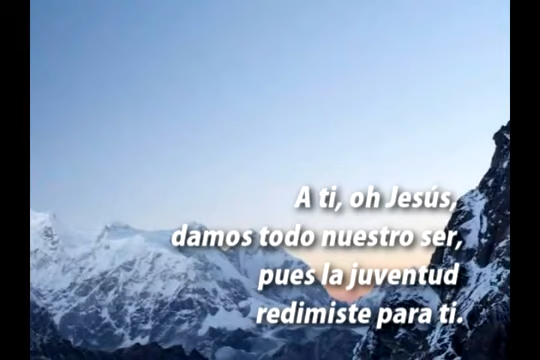 A ti, oh Jesús,
damos todo nuestro ser,
pues la juventud
redimiste para ti.